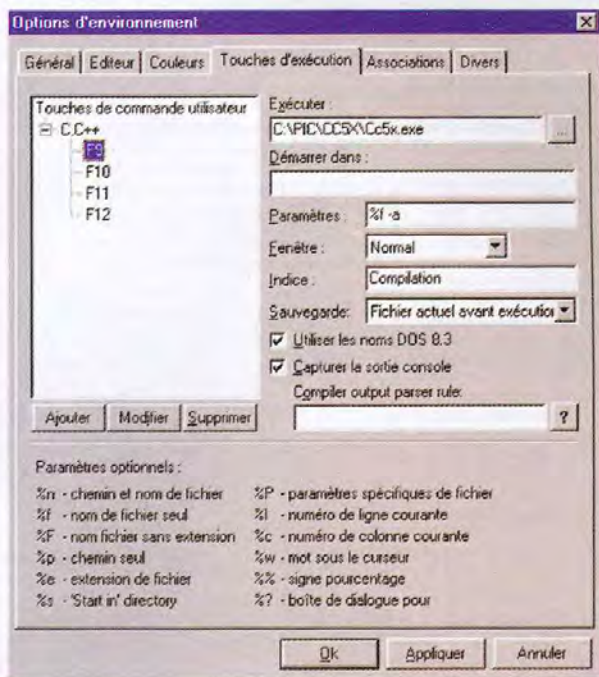 Options d'environnement
Général
Editeur
Couleurs
Touches d'exécution
Associations
Divers
Touches de commande utilisateur
C,C++
F9
F10
F11
F12
Ajouter
Modifier
Supprimer
Exécuter :
C:\PIC\CC5X\Cc5x.exe
...
Démarrer dans :
Paramètres : %f -a
Fenêtre : Normal
Indice : Compilation
Sauvegarde: Fichier actuel avant exécution
Utiliser les noms DOS 8.3
Capturer la sortie console
Compiler output parser rule:
?
Paramètres optionnels :
%n - chemin et nom de fichier
%f - nom de fichier seul
%F - nom fichier sans extension
%p - chemin seul
%e - extension de fichier
%s - 'Start in' directory
%P - paramètres spécifiques de fichier
%l - numéro de ligne courante
%c - numéro de colonne courante
%w - mot sous le curseur
%% - signe pourcentage
%? - boîte de dialogue pour
Ok
Appliquer
Annuler